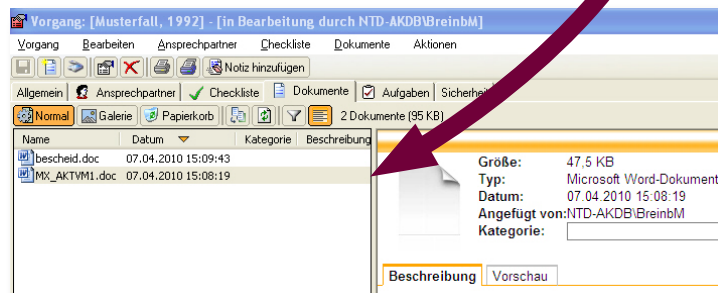 Vorgang: [Musterfall, 1992] - [in Bearbeitung durch NTD-AKDB\BreinbM]
Vorgang Bearbeiten Ansprechpartner Checkliste Dokumente Aktionen
Notiz hinzufügen
Allgemein Ansprechpartner Checkliste Dokumente Aufgaben Sicherhei
Normal Galerie Papierkorb 2 Dokumente (95 KB)
Name Datum Kategorie Beschreibung
bescheid.doc 07.04.2010 15:09:43
MX_AKTVM1.doc 07.04.2010 15:08:19
Größe: 47,5 KB
Typ: Microsoft Word-Dokument
Datum: 07.04.2010 15:08:19
Angefügt von:NTD-AKDB\BreinbM
Kategorie:
Beschreibung Vorschau